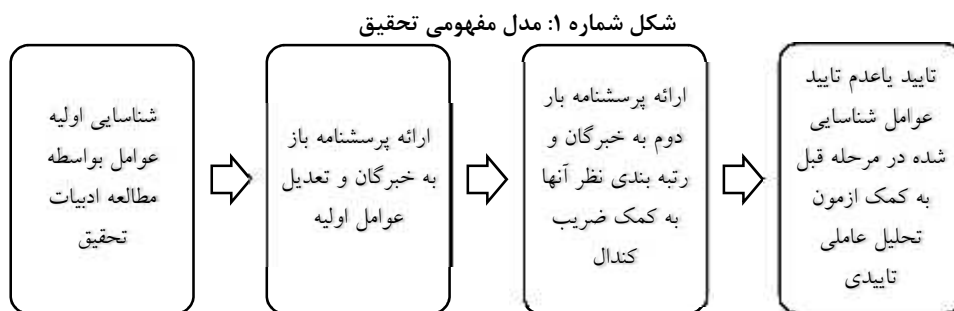 شکل شماره ۱: مدل مفهومی تحقیق
شناسایی اولیه
عوامل بواسطه
مطالعه ادبیات
تحقیق
ارائه پرسشنامه باز
به خبرگان و تعدیل
عوامل اولیه
ارائه پرسشنامه بار
دوم به خبرگان و
رتبه بندی نظر آنها
به کمک ضریب
کندال
تایید یاعدم تایید
عوامل شناسایی
شده در مرحله قبل
به کمک ازمون
تحلیل عاملی
تاییدی